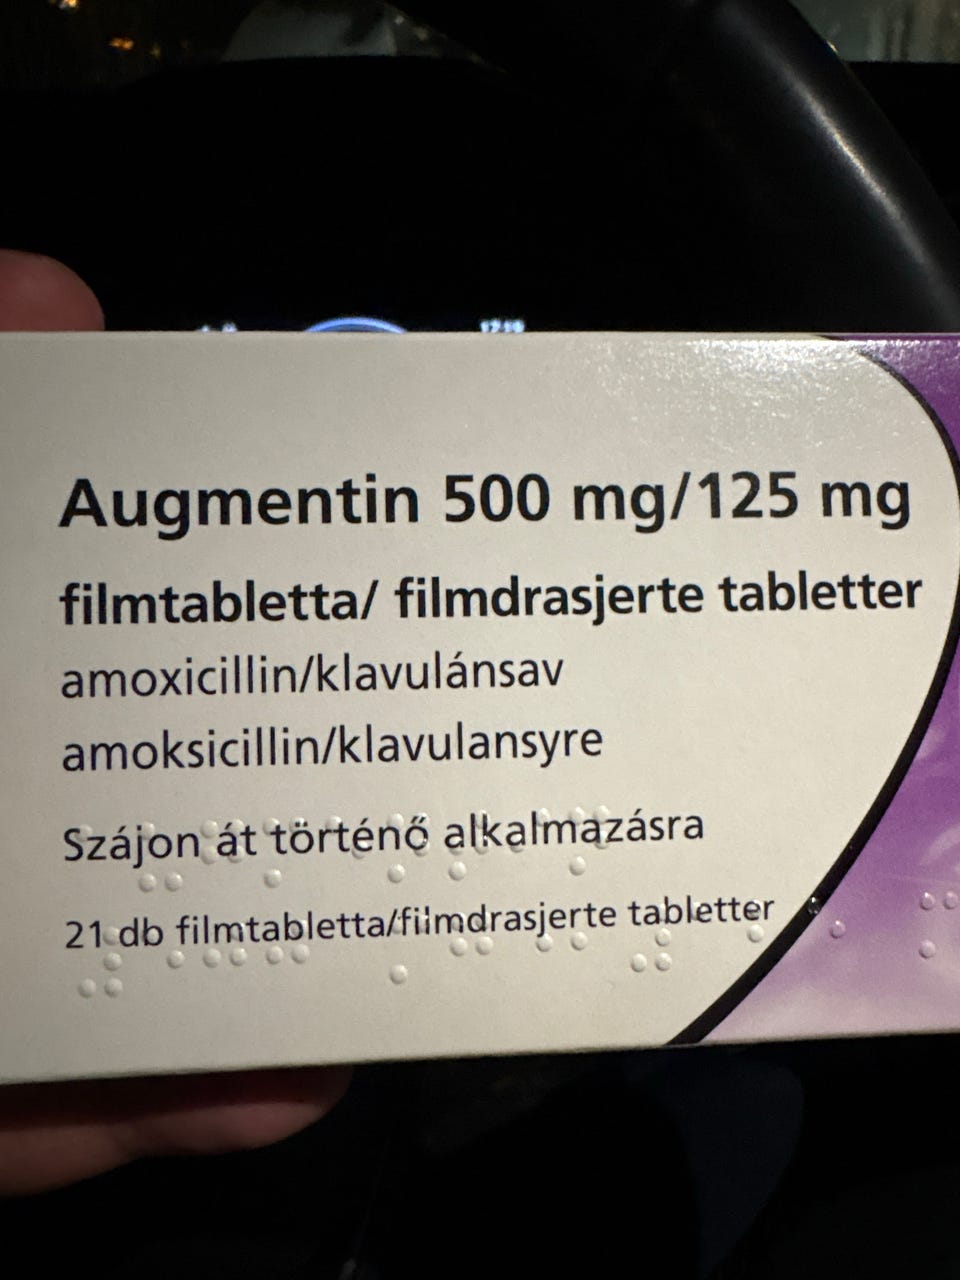 Augmentin 500 mg/125 mg
filmtabletta/ filmdrasjerte tabletter
amoxicillin/klavulánsav
amoksicillin/klavulansyre
Szájon át történő alkalmazásra
21 db filmtabletta/filmdrasjerte tabletter